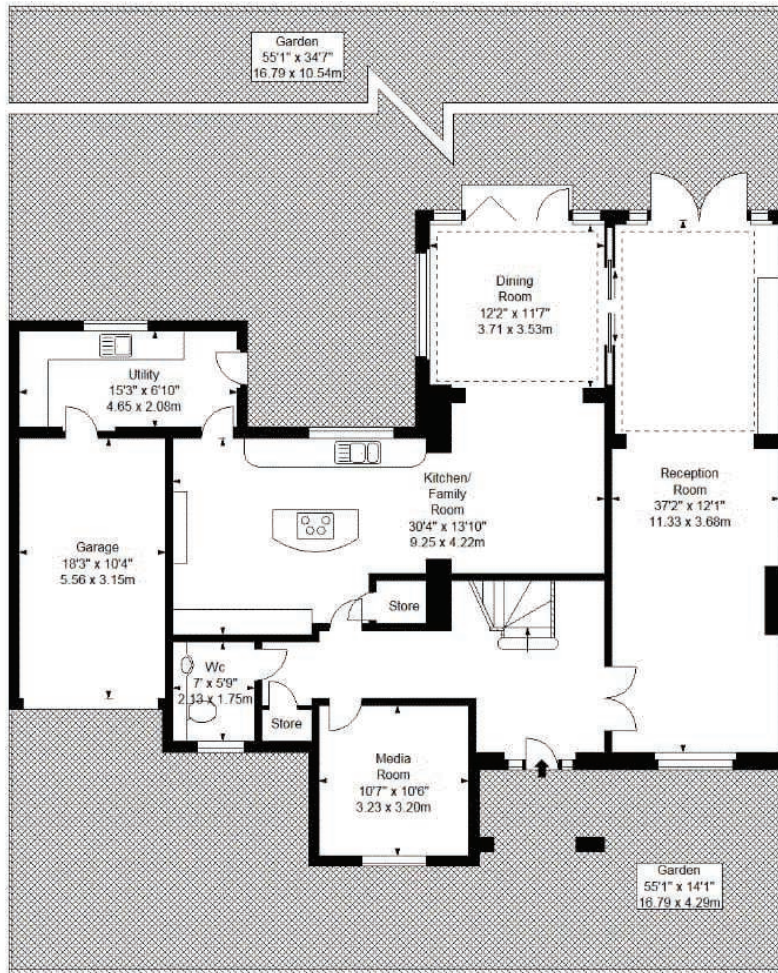 Garden
55'1" x 34'7"
16.79 x 10.54m
Dining
Room
12'2" x 11'7"
3.71 x 3.53m
Utility
15'3" x 6'10"
4.65 x 2.08m
Kitchen/
Family
Room
30'4" x 13'10"
9.25 x 4.22m
Reception
Room
37'2" x 12'1"
11.33 x 3.68m
Garage
18'3" x 10'4"
5.56 x 3.15m
Store
Wc
7' x 5'9"
2.13 x 1.75m
Store
Media
Room
10'7" x 10'6"
3.23 x 3.20m
Garden
55'1" x 14'1"
16.79 x 4.29m